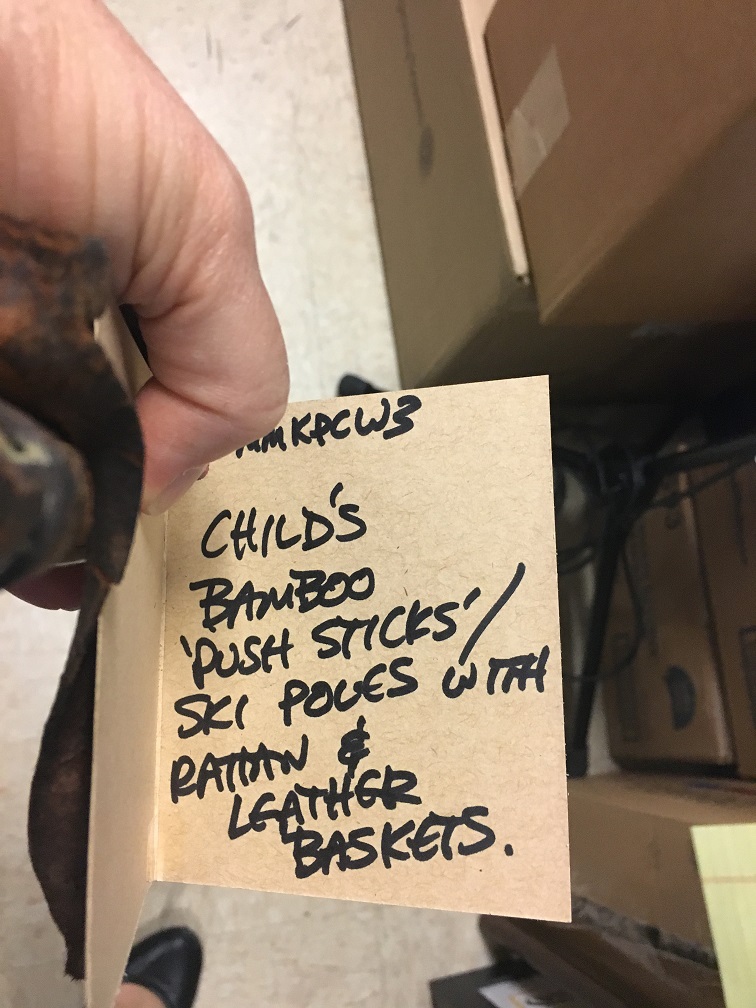 CHILD'S
BAMBOO
'PUSH STICKS'/
SKI POLES WITH
RATTAN &
LEATHER
BASKETS.